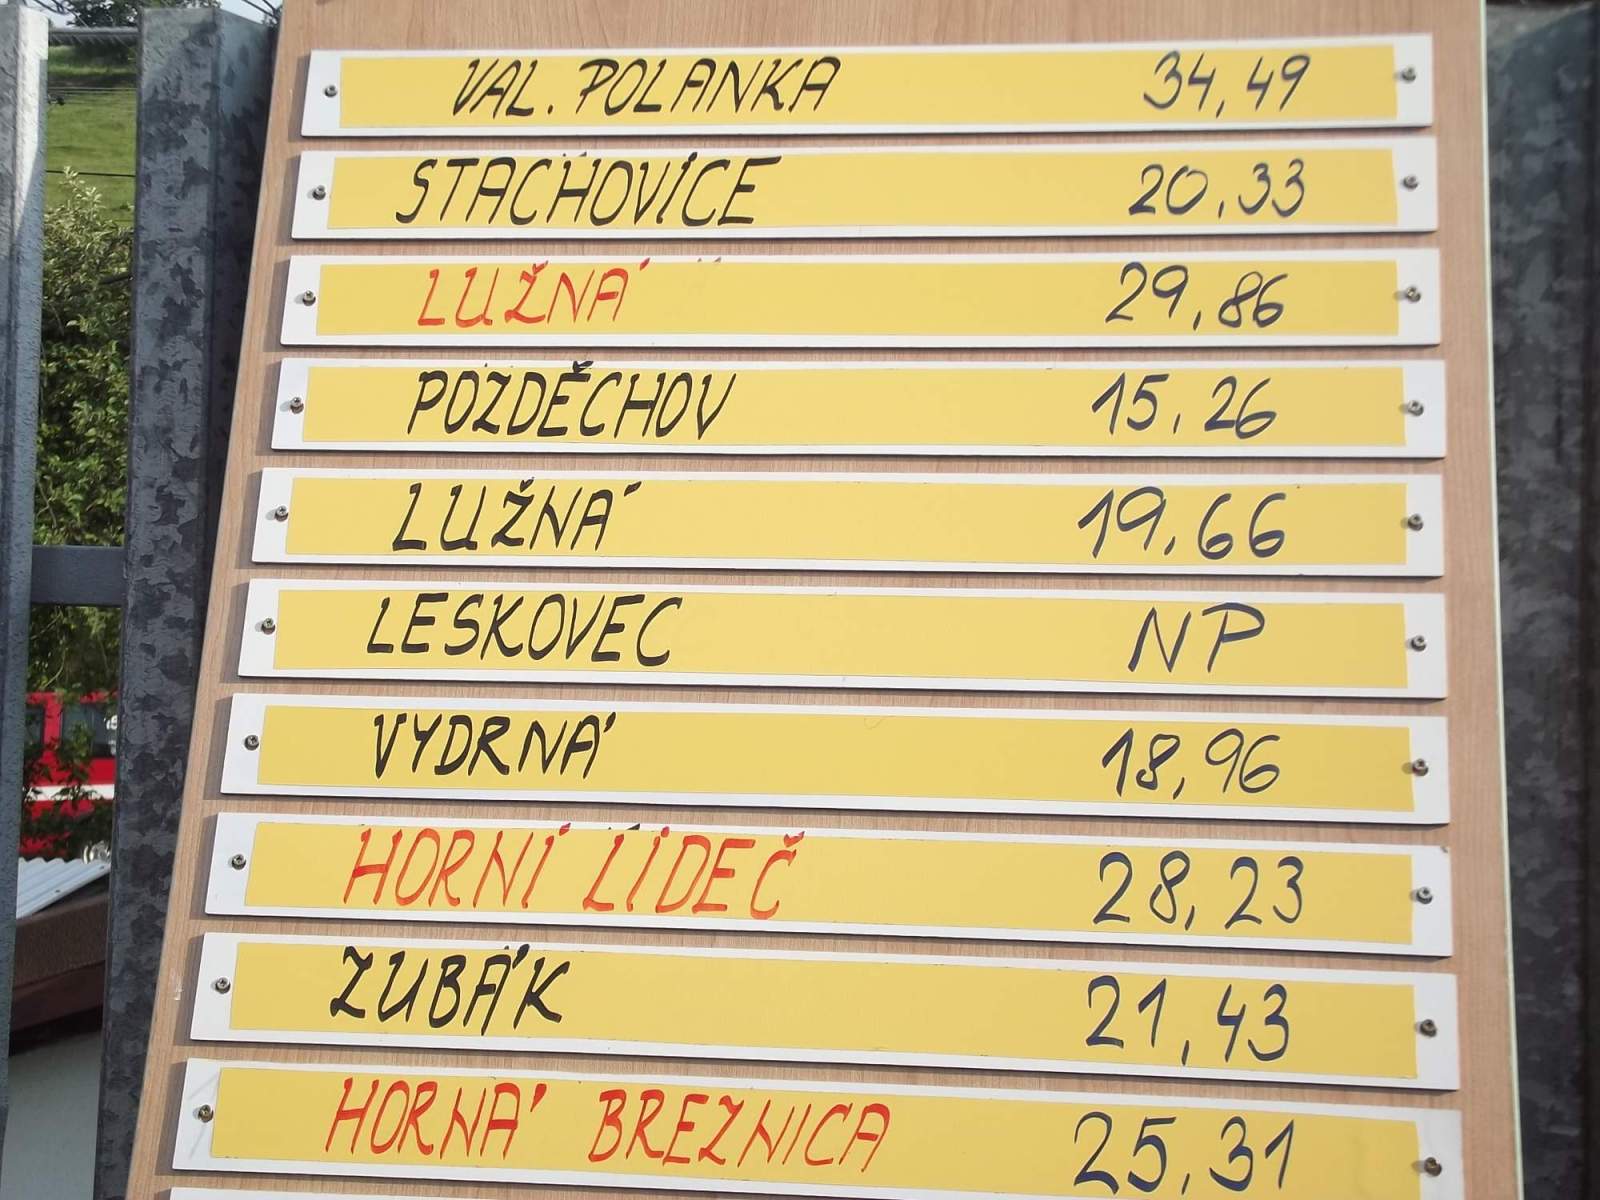 VAL. POLANKA 34,49
STACHOVICE 20,33
LUŽNÁ 29,86
POZDĚCHOV 15,26
LUŽNÁ 19,66
LESKOVEC NP
VYDRNÁ 18,96
HORNÍ LIDEČ 28,23
ZUBÁK 21,43
HORNÁ BREZNICA 25,31